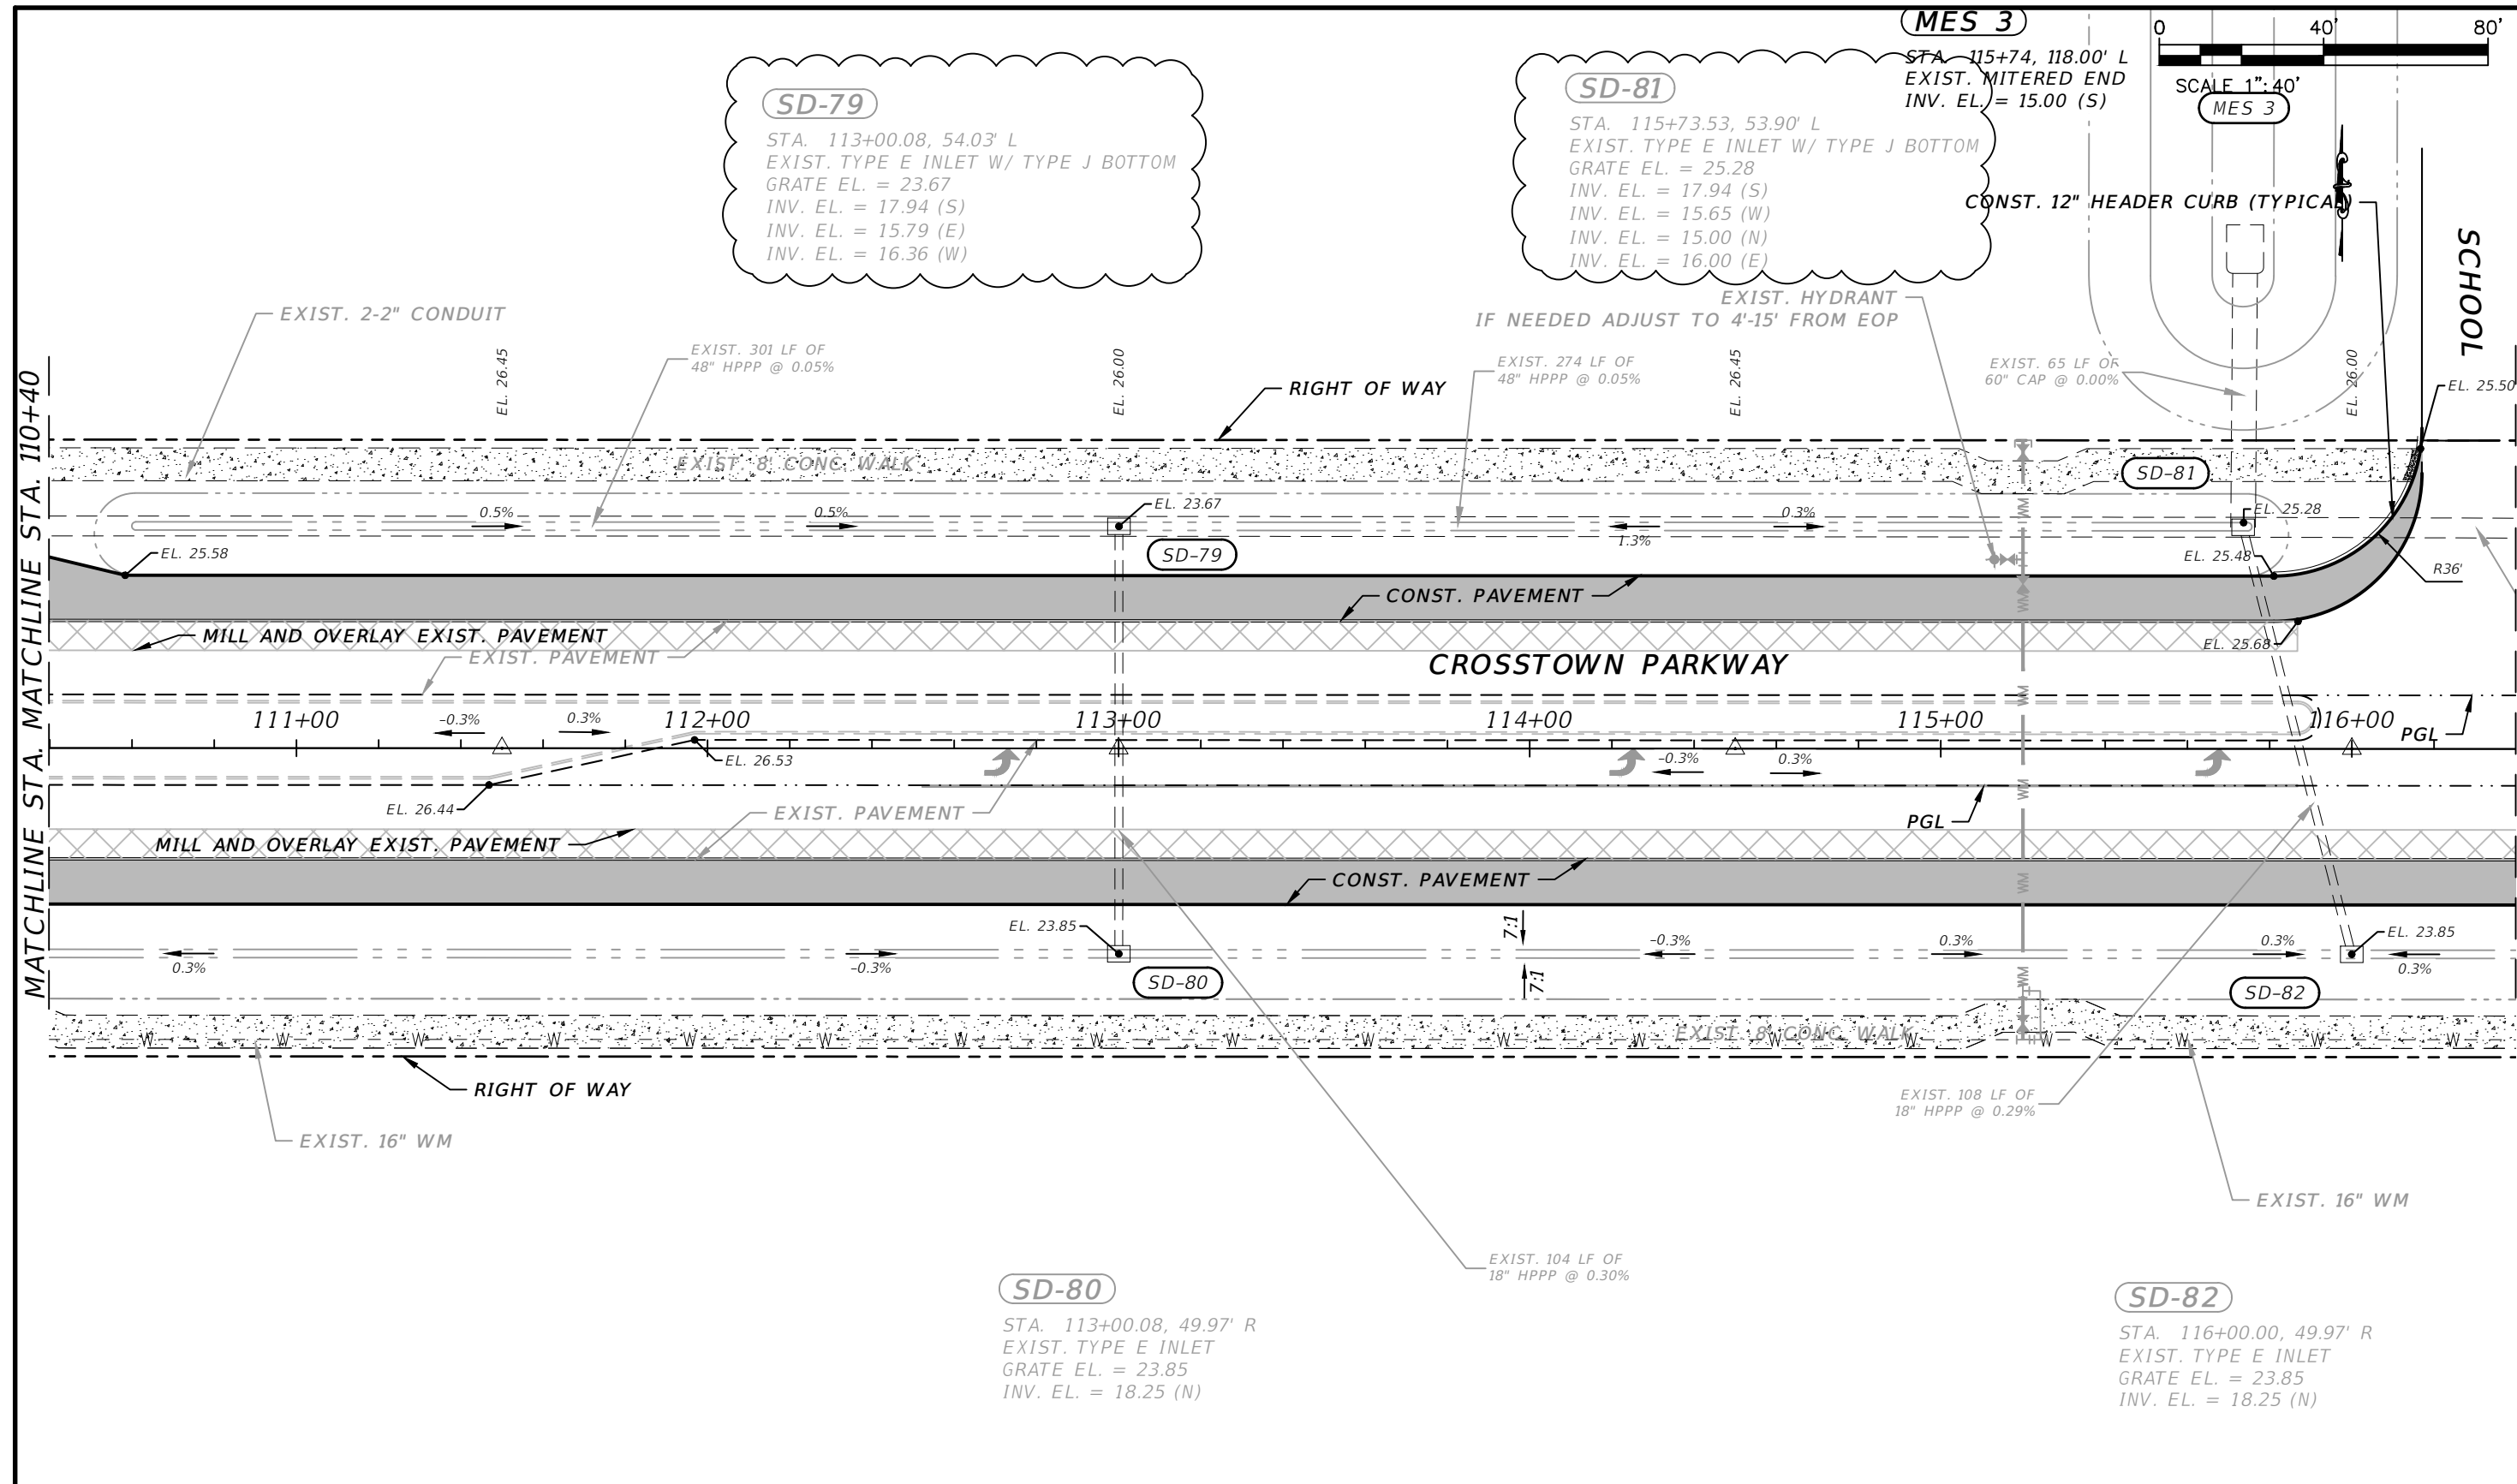 MES 3
STA. 115+74, 118.00' L
EXIST. MITERED END
INV. EL. = 15.00 (S)
0 40' 80'
SCALE 1":40'
MES 3
SD-79
STA. 113+00.08, 54.03' L
EXIST. TYPE E INLET W/ TYPE J BOTTOM
GRATE EL. = 23.67
INV. EL. = 17.94 (S)
INV. EL. = 15.79 (E)
INV. EL. = 16.36 (W)
SD-81
STA. 115+73.53, 53.90' L
EXIST. TYPE E INLET W/ TYPE J BOTTOM
GRATE EL. = 25.28
INV. EL. = 17.94 (S)
INV. EL. = 15.65 (W)
INV. EL. = 15.00 (N)
INV. EL. = 16.00 (E)
CONST. 12" HEADER CURB (TYPICAL)
SCHOOL
EXIST. 2-2" CONDUIT
EXIST. HYDRANT
IF NEEDED ADJUST TO 4'-15' FROM EOP
EL. 26.45
EXIST. 301 LF OF
48" HPPP @ 0.05%
EL. 26.00
RIGHT OF WAY
EXIST. 274 LF OF
48" HPPP @ 0.05%
EL. 26.45
EXIST. 65 LF OF
60" CAP @ 0.00%
EL. 26.00
EL. 25.50
MATCHLINE STA. MATCHLINE STA. 110+40
EXIST. 8' CONC. WALK
SD-81
0.5%
0.5%
EL. 23.67
1.3%
0.3%
EL. 25.28
EL. 25.58
SD-79
EL. 25.48
R36'
CONST. PAVEMENT
MILL AND OVERLAY EXIST. PAVEMENT
WM
EXIST. PAVEMENT
EL. 25.68
CROSSTOWN PARKWAY
WM
WM
111+00
-0.3%
0.3%
112+00
113+00
114+00
115+00
116+00
PGL
EL. 26.53
-0.3%
0.3%
EL. 26.44
EXIST. PAVEMENT
PGL
WM
MILL AND OVERLAY EXIST. PAVEMENT
CONST. PAVEMENT
WM
EL. 23.85
7:1
7:1
-0.3%
0.3%
0.3%
EL. 23.85
0.3%
-0.3%
0.3%
SD-80
WM
SD-82
EXIST. 8' CONC. WALK
W W W W W W W W W W W W W W W W W W
RIGHT OF WAY
EXIST. 16" WM
EXIST. 108 LF OF
18" HPPP @ 0.29%
EXIST. 16" WM
EXIST. 104 LF OF
18" HPPP @ 0.30%
SD-80
STA. 113+00.08, 49.97' R
EXIST. TYPE E INLET
GRATE EL. = 23.85
INV. EL. = 18.25 (N)
SD-82
STA. 116+00.00, 49.97' R
EXIST. TYPE E INLET
GRATE EL. = 23.85
INV. EL. = 18.25 (N)